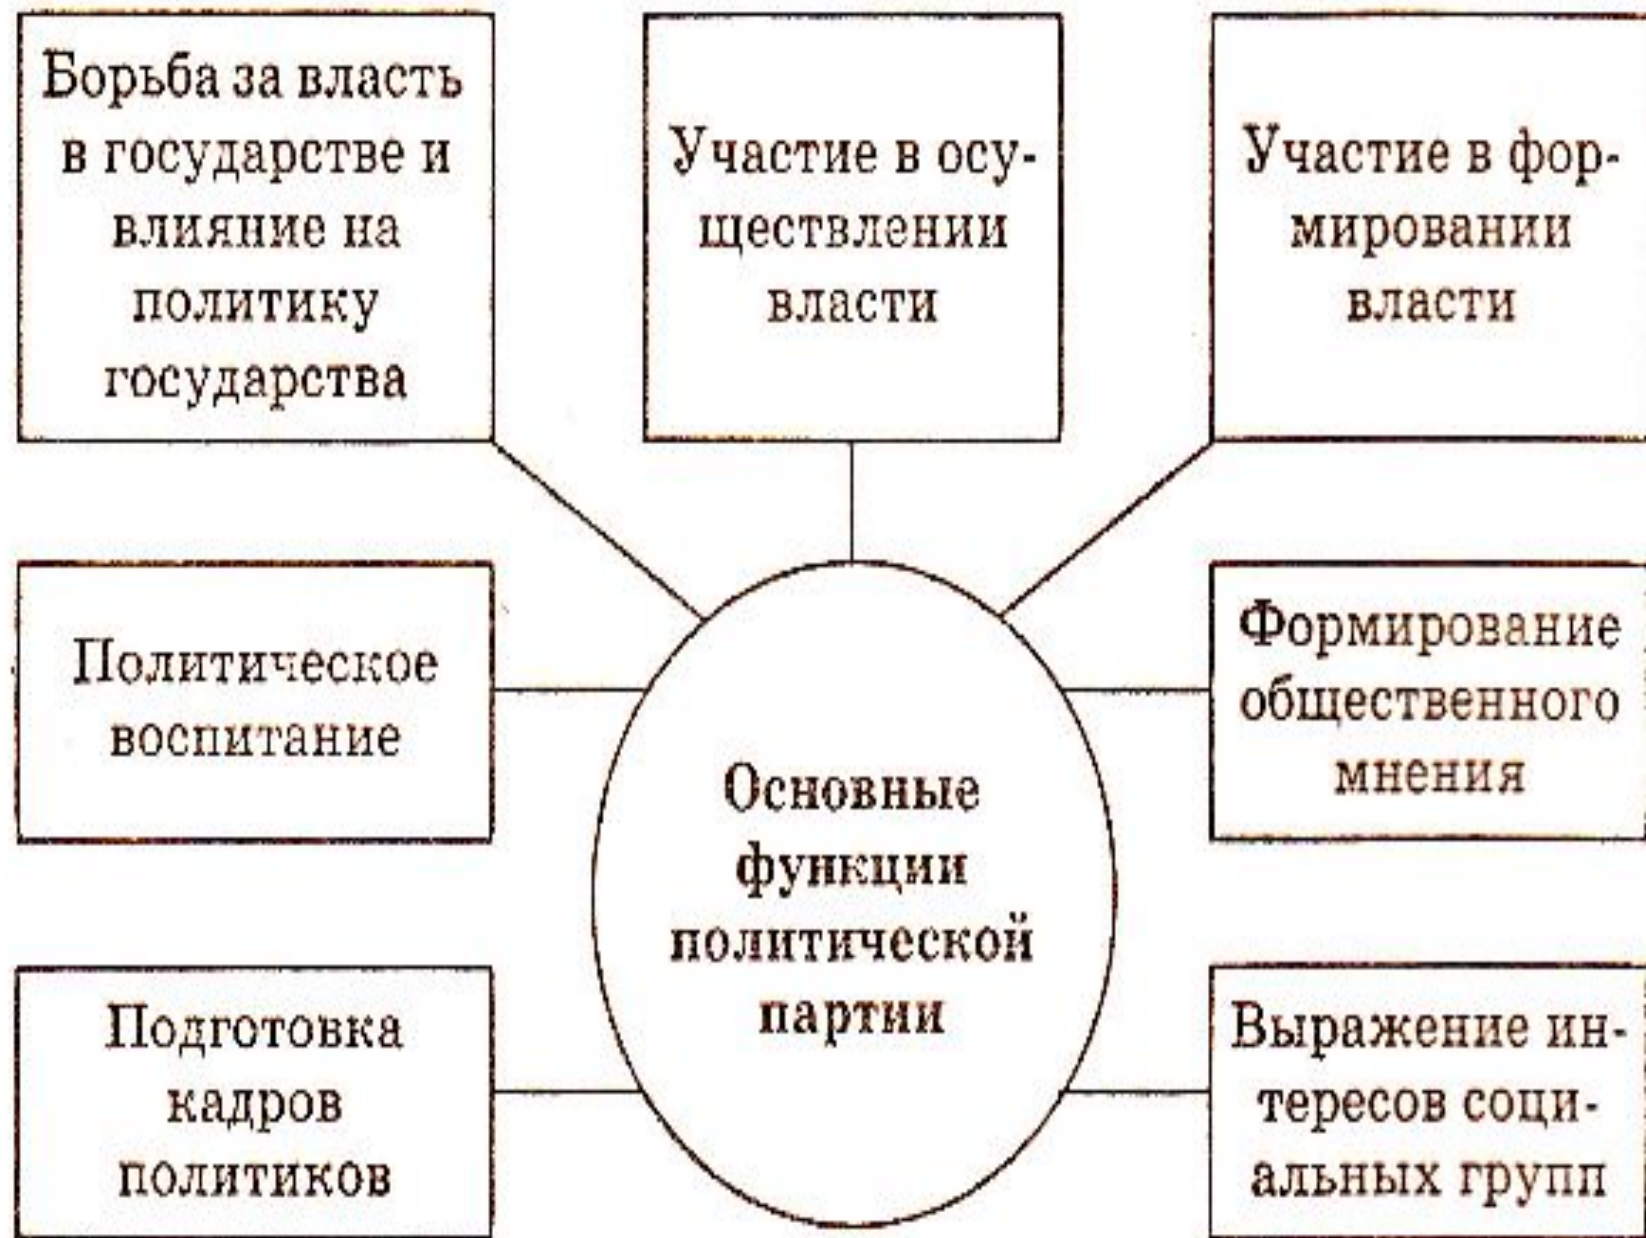 Борьба за власть
в государстве и
влияние на
политику
государства
Участие в осу-
ществлении
власти
Участие в фор-
мировании
власти
Политическое
воспитание
Формирование
общественного
мнения
Основные
функции
политической
партии
Подготовка
кадров
политиков
Выражение ин-
тересов соци-
альных групп